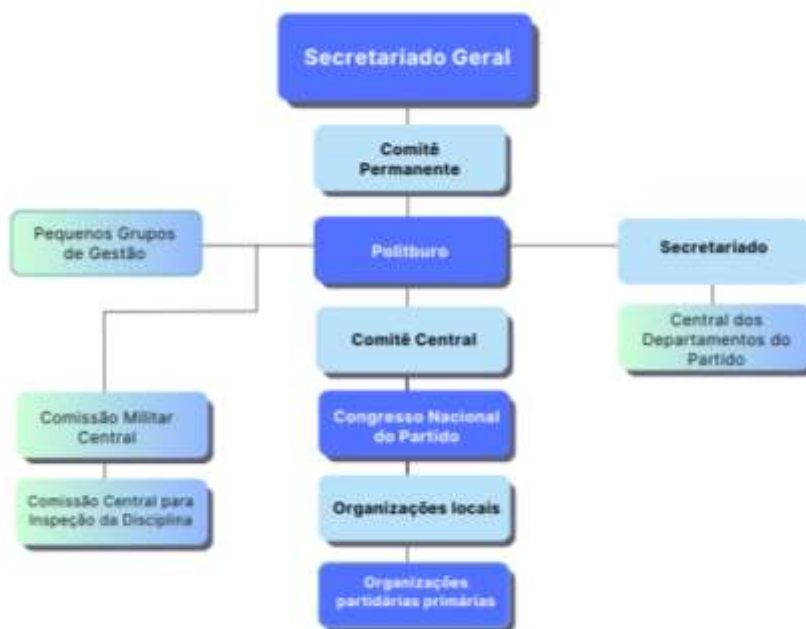 Secretariado Geral
Comitê
Permanente
Pequenos Grupos
de Gestão
Politburo
Secretariado
Comitê Central
Central dos
Departamentos do
Partido
Comissão Militar
Central
Congresso Nacional
do Partido
Comissão Central para
Inspeção da Disciplina
Organizações locais
Organizações
partidárias primárias